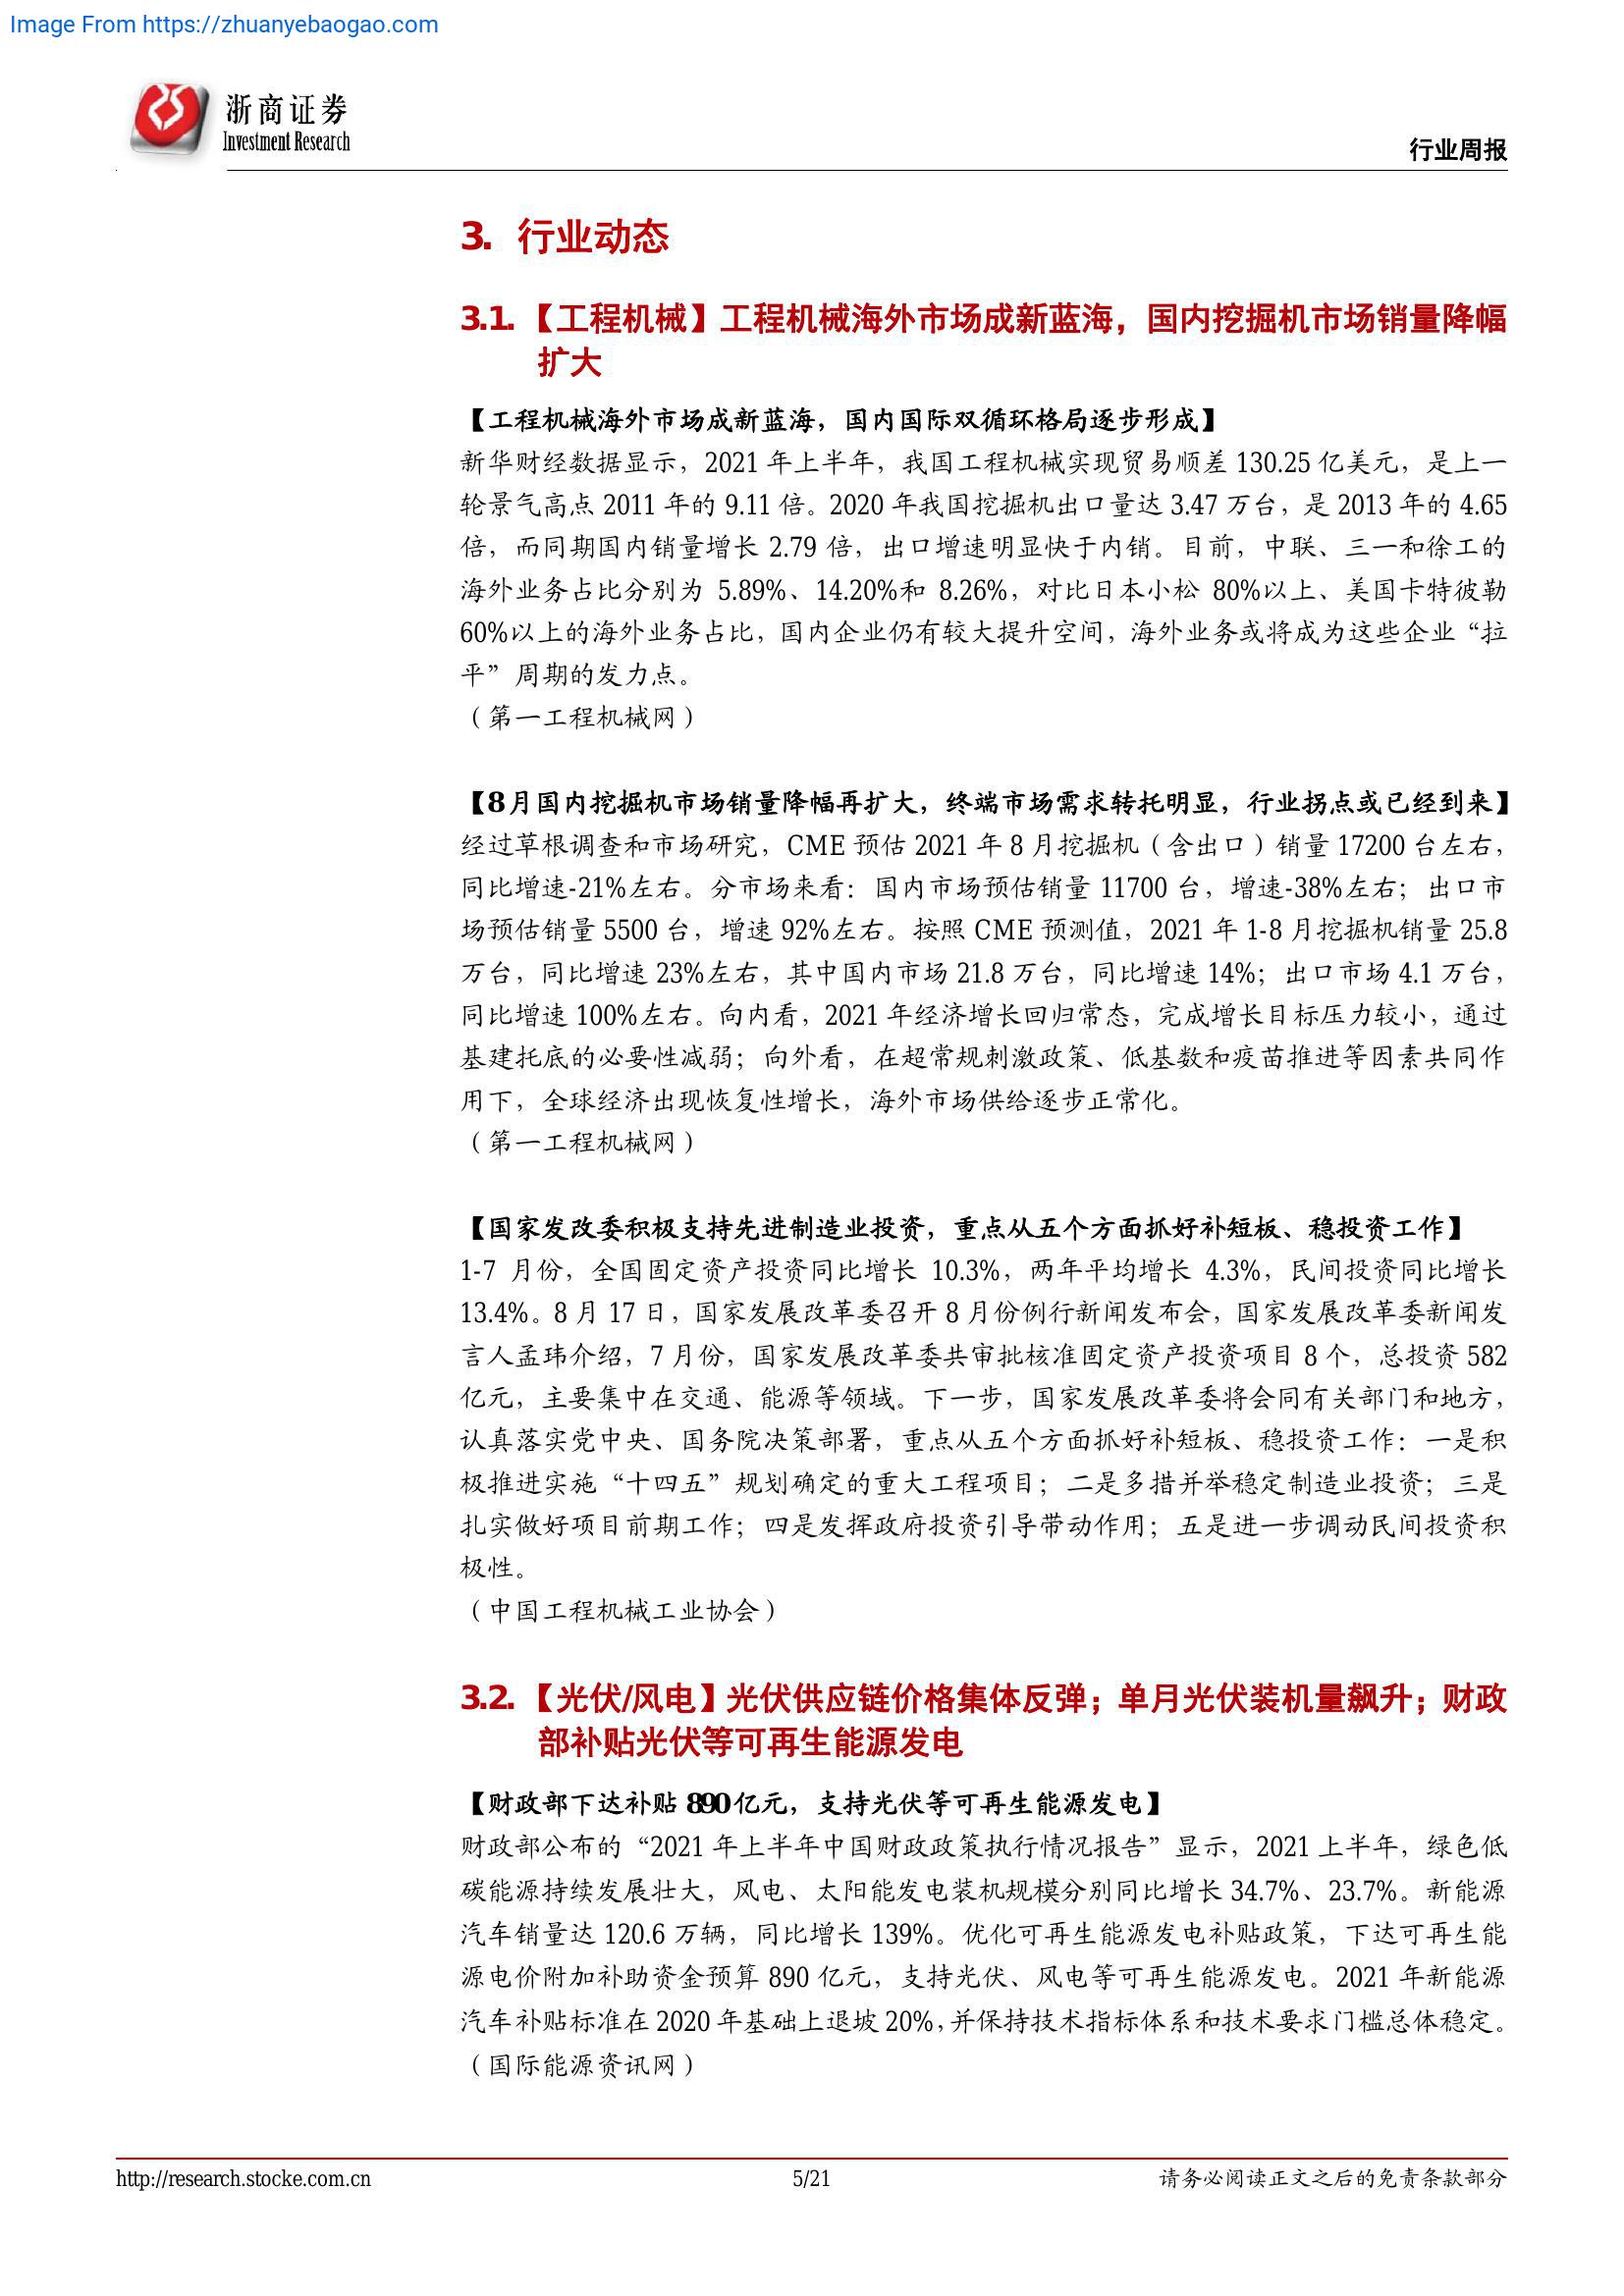 Image From https://zhuanyebaogao.com
浙商证券
Investment Research
行业周报
3. 行业动态
3.1. 【工程机械】工程机械海外市场成新蓝海，国内挖掘机市场销量降幅
扩大
【工程机械海外市场成新蓝海，国内国际双循环格局逐步形成】
新华财经数据显示，2021 年上半年，我国工程机械实现贸易顺差 130.25 亿美元，是上一
轮景气高点 2011 年的 9.11 倍。2020 年我国挖掘机出口量达 3.47 万台，是 2013 年的 4.65
倍，而同期国内销量增长 2.79 倍，出口增速明显快于内销。目前，中联、三一和徐工的
海外业务占比分别为 5.89%、14.20%和 8.26%，对比日本小松 80%以上、美国卡特彼勒
60%以上的海外业务占比，国内企业仍有较大提升空间，海外业务或将成为这些企业“拉
平”周期的发力点。
（第一工程机械网）
【8月国内挖掘机市场销量降幅再扩大，终端市场需求转托明显，行业拐点或已经到来】
经过草根调查和市场研究，CME 预估 2021 年 8 月挖掘机（含出口）销量 17200 台左右，
同比增速-21%左右。分市场来看：国内市场预估销量 11700 台，增速-38%左右；出口市
场预估销量 5500 台，增速 92%左右。按照 CME 预测值，2021 年 1-8 月挖掘机销量 25.8
万台，同比增速 23%左右，其中国内市场 21.8 万台，同比增速 14%；出口市场 4.1 万台，
同比增速 100%左右。向内看，2021 年经济增长回归常态，完成增长目标压力较小，通过
基建托底的必要性减弱；向外看，在超常规刺激政策、低基数和疫苗推进等因素共同作
用下，全球经济出现恢复性增长，海外市场供给逐步正常化。
（第一工程机械网）
【国家发改委积极支持先进制造业投资，重点从五个方面抓好补短板、稳投资工作】
1-7 月份，全国固定资产投资同比增长 10.3%，两年平均增长 4.3%，民间投资同比增长
13.4%。8 月 17 日，国家发展改革委召开 8 月份例行新闻发布会，国家发展改革委新闻发
言人孟玮介绍，7 月份，国家发展改革委共审批核准固定资产投资项目 8 个，总投资 582
亿元，主要集中在交通、能源等领域。下一步，国家发展改革委将会同有关部门和地方，
认真落实党中央、国务院决策部署，重点从五个方面抓好补短板、稳投资工作：一是积
极推进实施“十四五”规划确定的重大工程项目；二是多措并举稳定制造业投资；三是
扎实做好项目前期工作；四是发挥政府投资引导带动作用；五是进一步调动民间投资积
极性。
（中国工程机械工业协会）
3.2. 【光伏/风电】光伏供应链价格集体反弹；单月光伏装机量飙升；财政
部补贴光伏等可再生能源发电
【财政部下达补贴 890亿元，支持光伏等可再生能源发电】
财政部公布的“2021 年上半年中国财政政策执行情况报告”显示，2021 上半年，绿色低
碳能源持续发展壮大，风电、太阳能发电装机规模分别同比增长 34.7%、23.7%。新能源
汽车销量达 120.6 万辆，同比增长 139%。优化可再生能源发电补贴政策，下达可再生能
源电价附加补助资金预算 890 亿元，支持光伏、风电等可再生能源发电。2021 年新能源
汽车补贴标准在 2020 年基础上退坡 20%，并保持技术指标体系和技术要求门槛总体稳定。
（国际能源资讯网）
http://research.stocke.com.cn
5/21
请务必阅读正文之后的免责条款部分